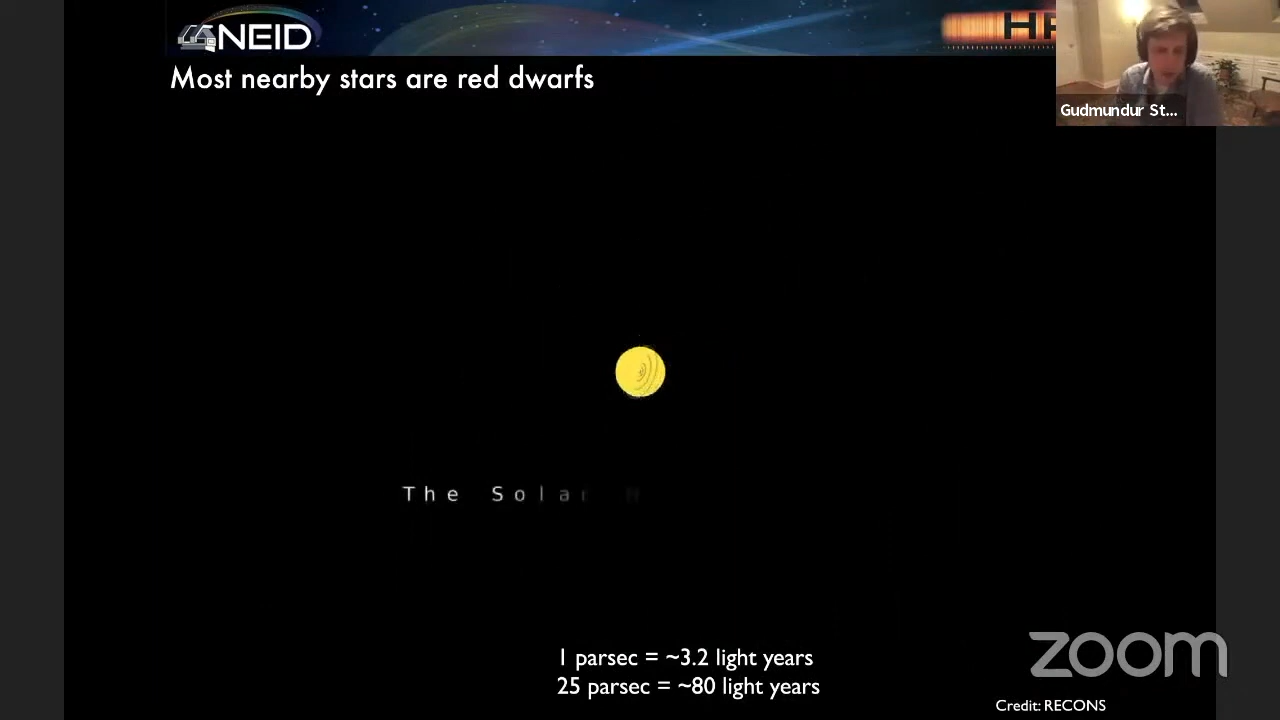 NEID
Most nearby stars are red dwarfs
Gudmundur St...
The Solar
1 parsec = ~3.2 light years
25 parsec = ~80 light years
zoom
Credit: RECONS